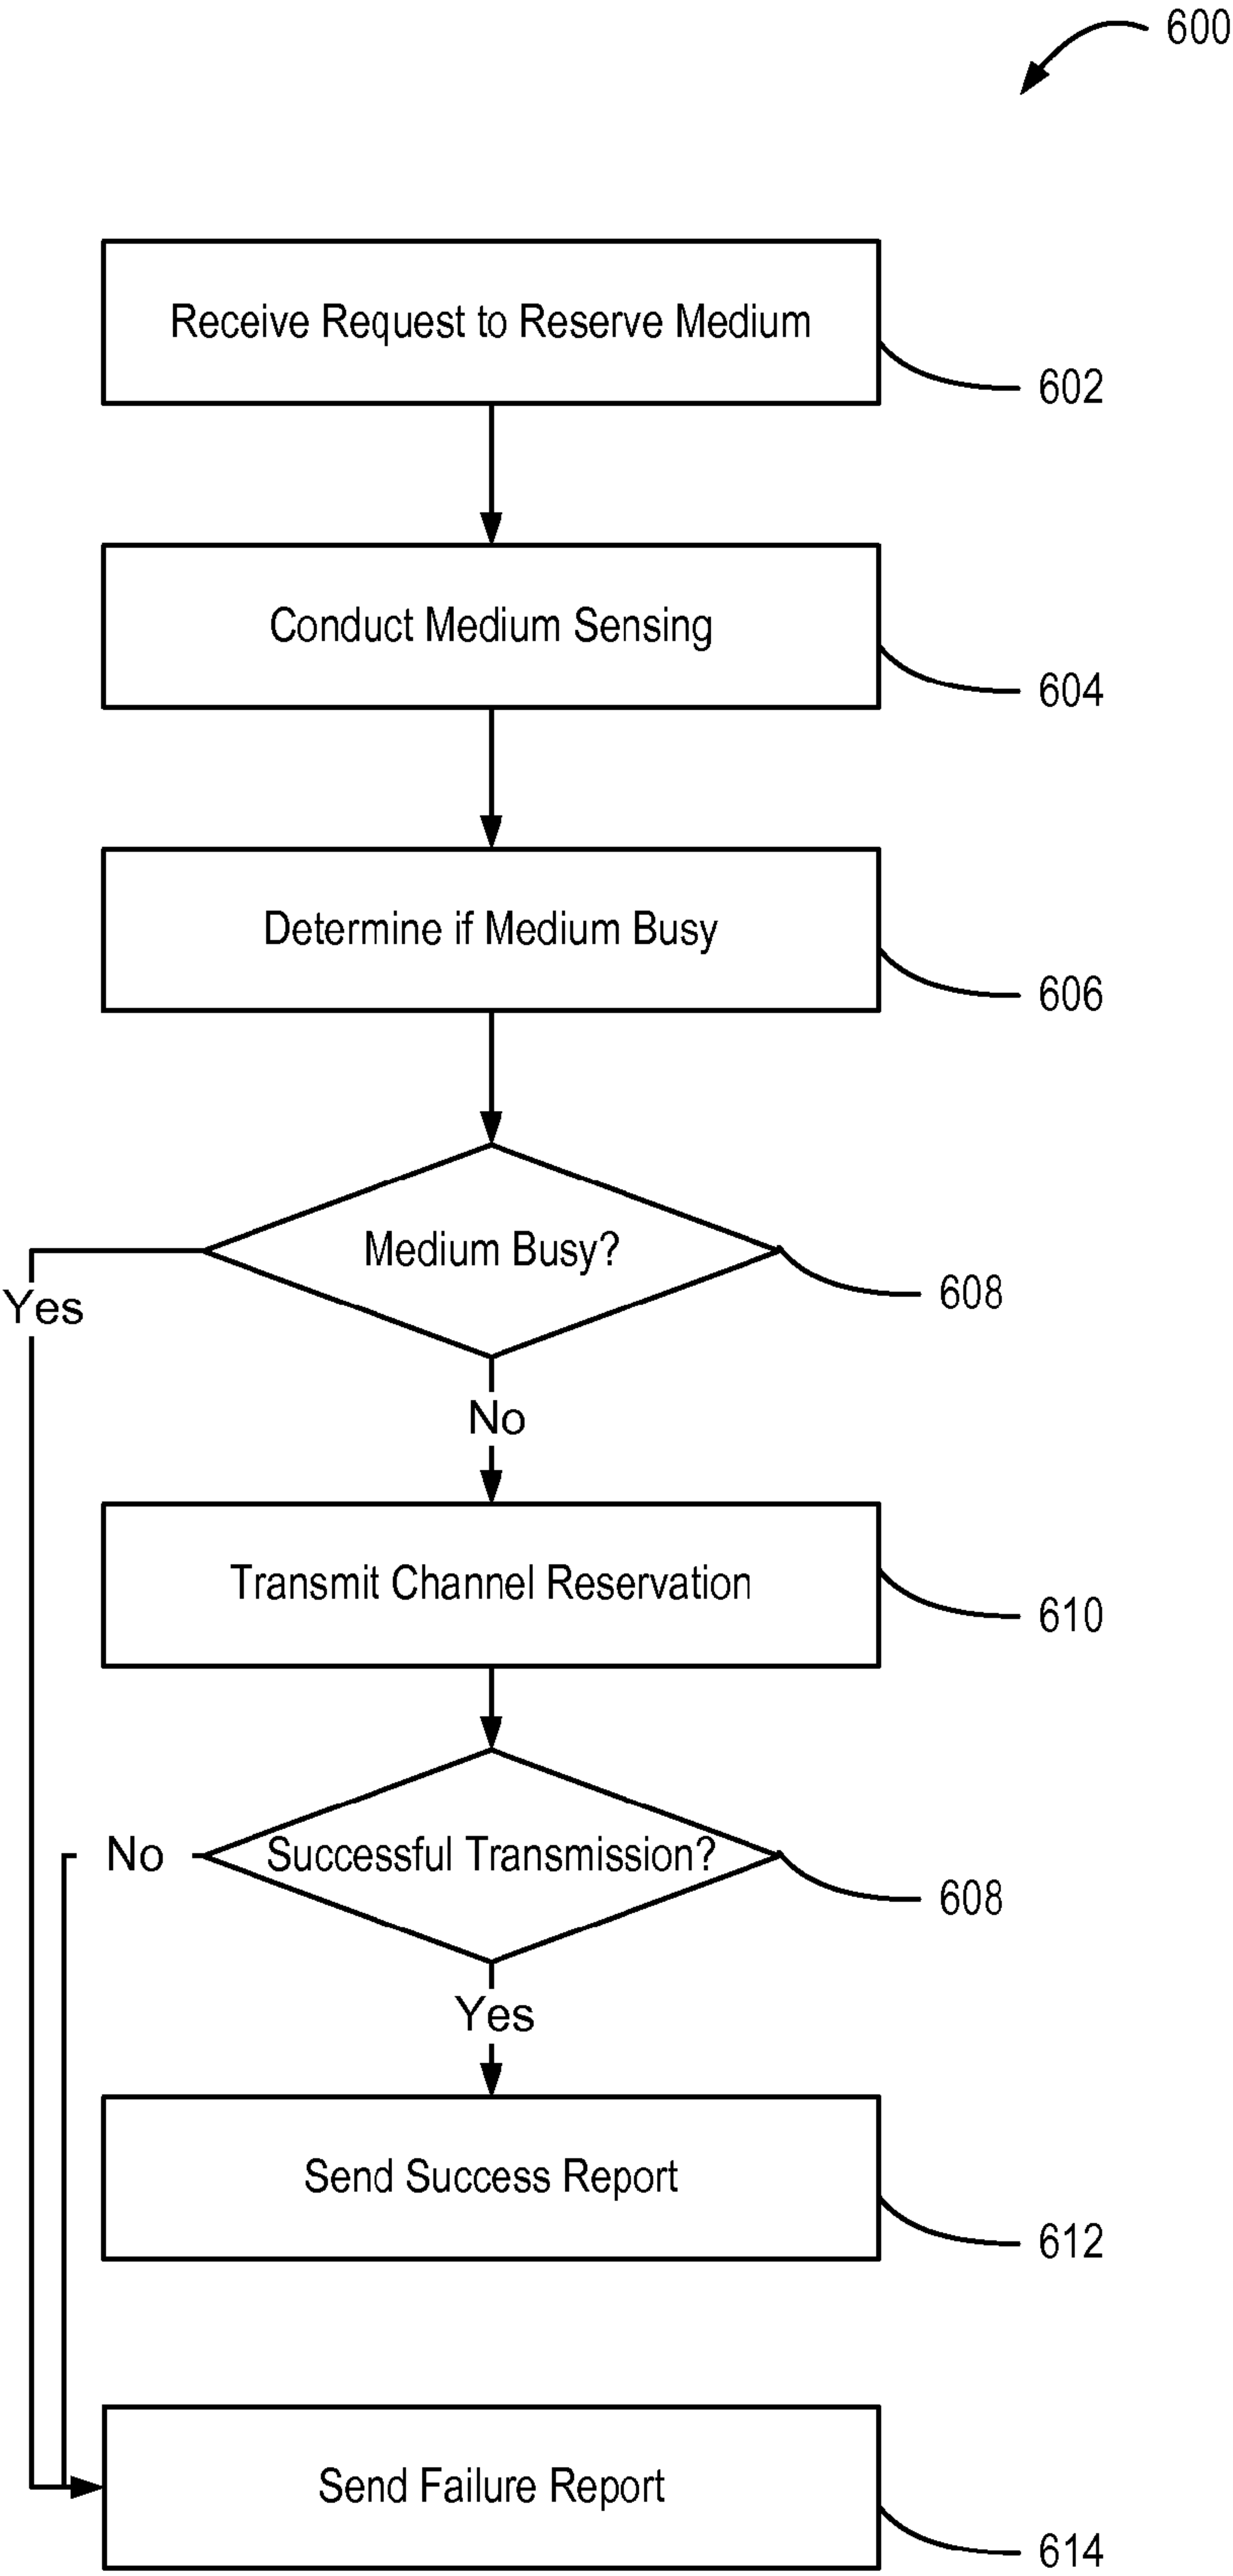 600
Receive Request to Reserve Medium
602
Conduct Medium Sensing
604
Determine if Medium Busy
606
Medium Busy?
608
Yes
No
Transmit Channel Reservation
610
No
Successful Transmission?
608
Yes
Send Success Report
612
Send Failure Report
614